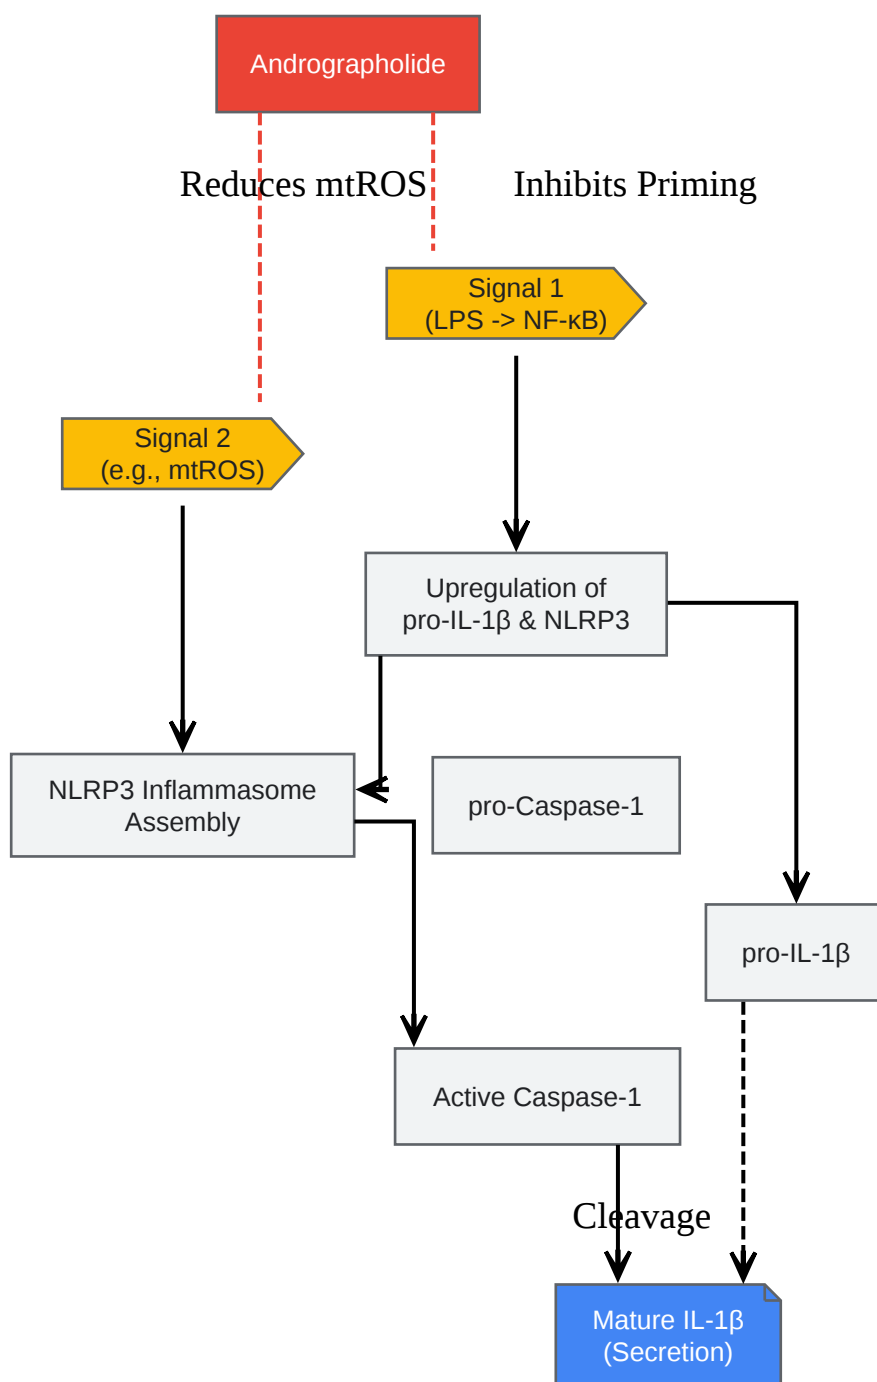 Andrographolide
Reduces mtROS
Inhibits Priming
Signal 1
(LPS -> NF-κB)
Signal 2
(e.g., mtROS)
Upregulation of
pro-IL-1β & NLRP3
NLRP3 Inflammasome
Assembly
pro-Caspase-1
pro-IL-1β
Active Caspase-1
Cleavage
Mature IL-1β
(Secretion)